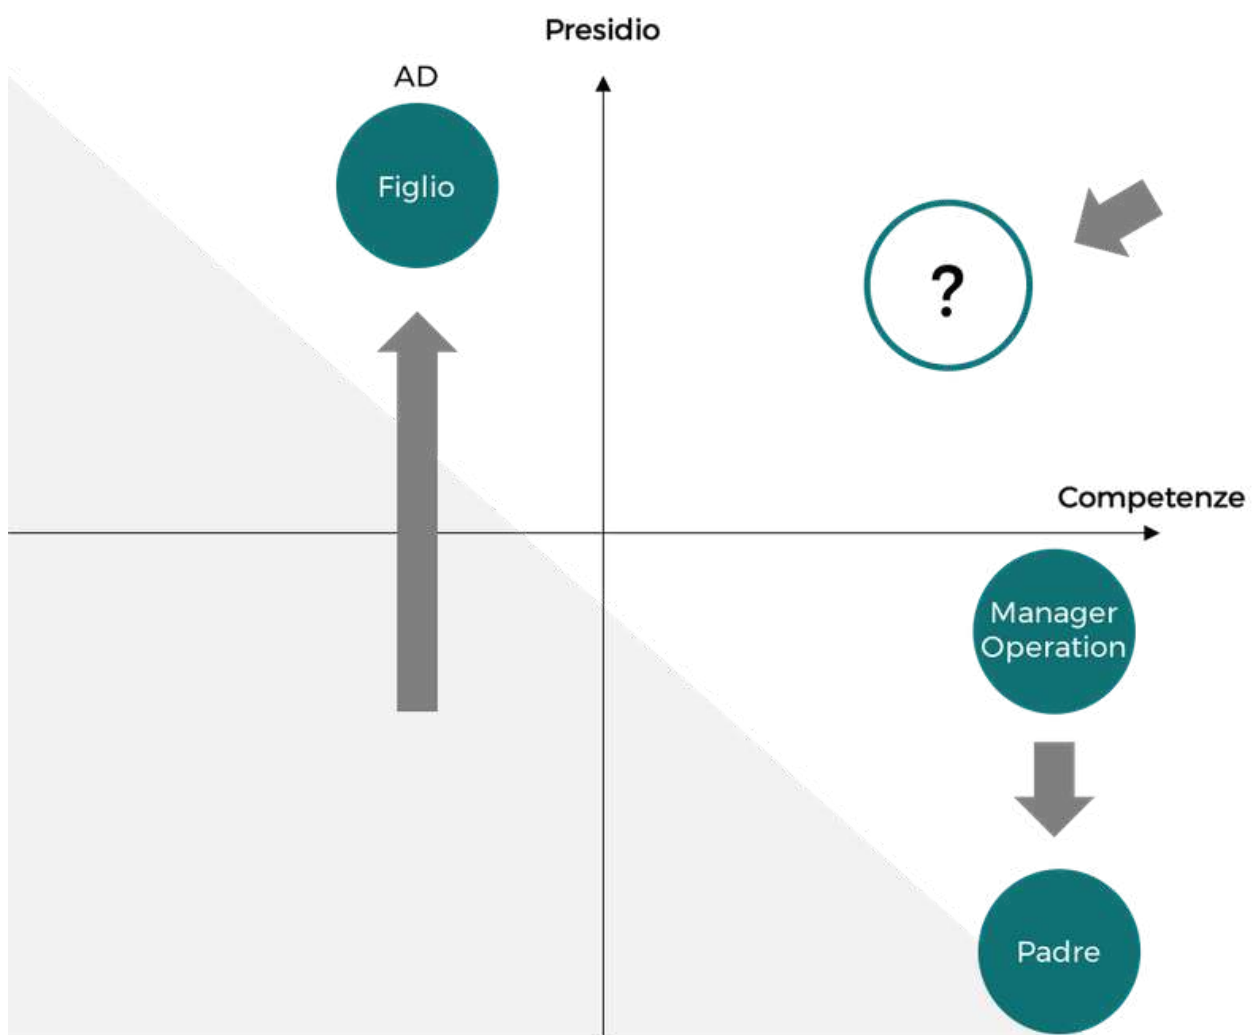 Presidio
AD
Figlio
?
Competenze
Manager
Operation
Padre